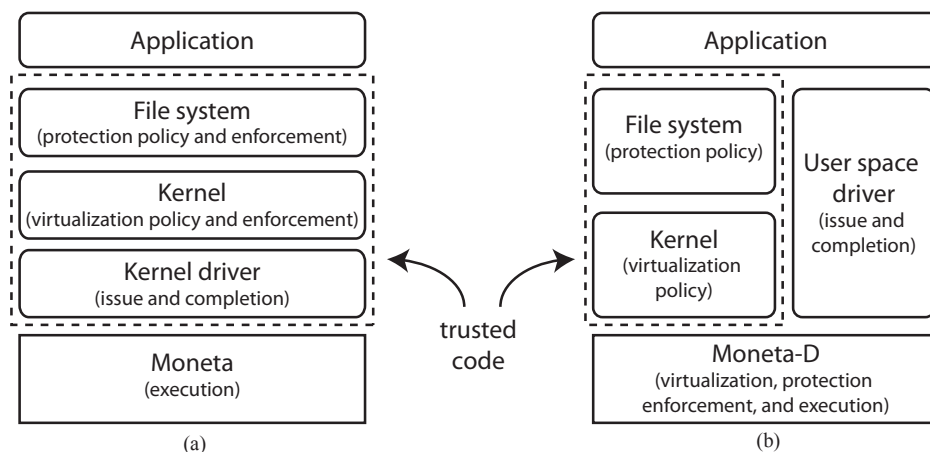 Application
File system
(protection policy and enforcement)
Kernel
(virtualization policy and enforcement)
Kernel driver
(issue and completion)
Moneta
(execution)
(a)
trusted
code
Application
File system
(protection policy)
Kernel
(virtualization
policy)
User space
driver
(issue and
completion)
Moneta-D
(virtualization, protection
enforcement, and execution)
(b)